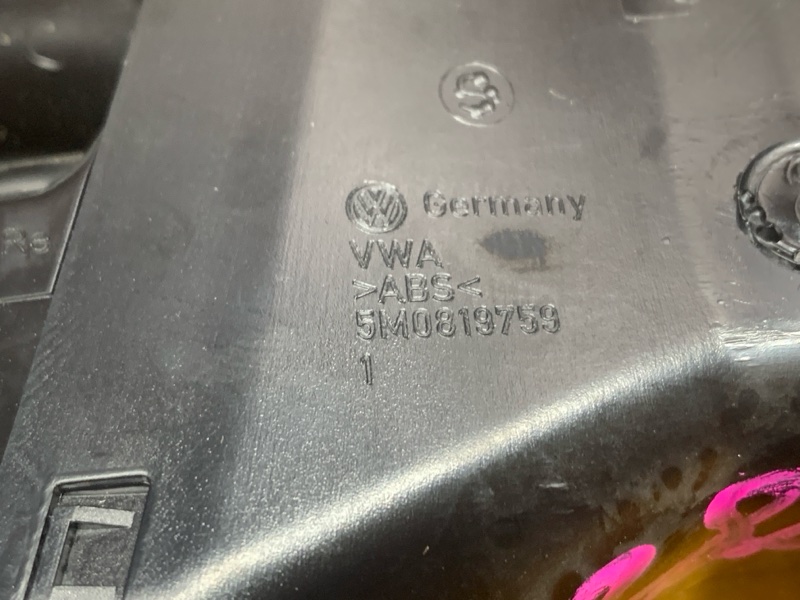 Germany
VWA
>ABS<
5M0819759
1